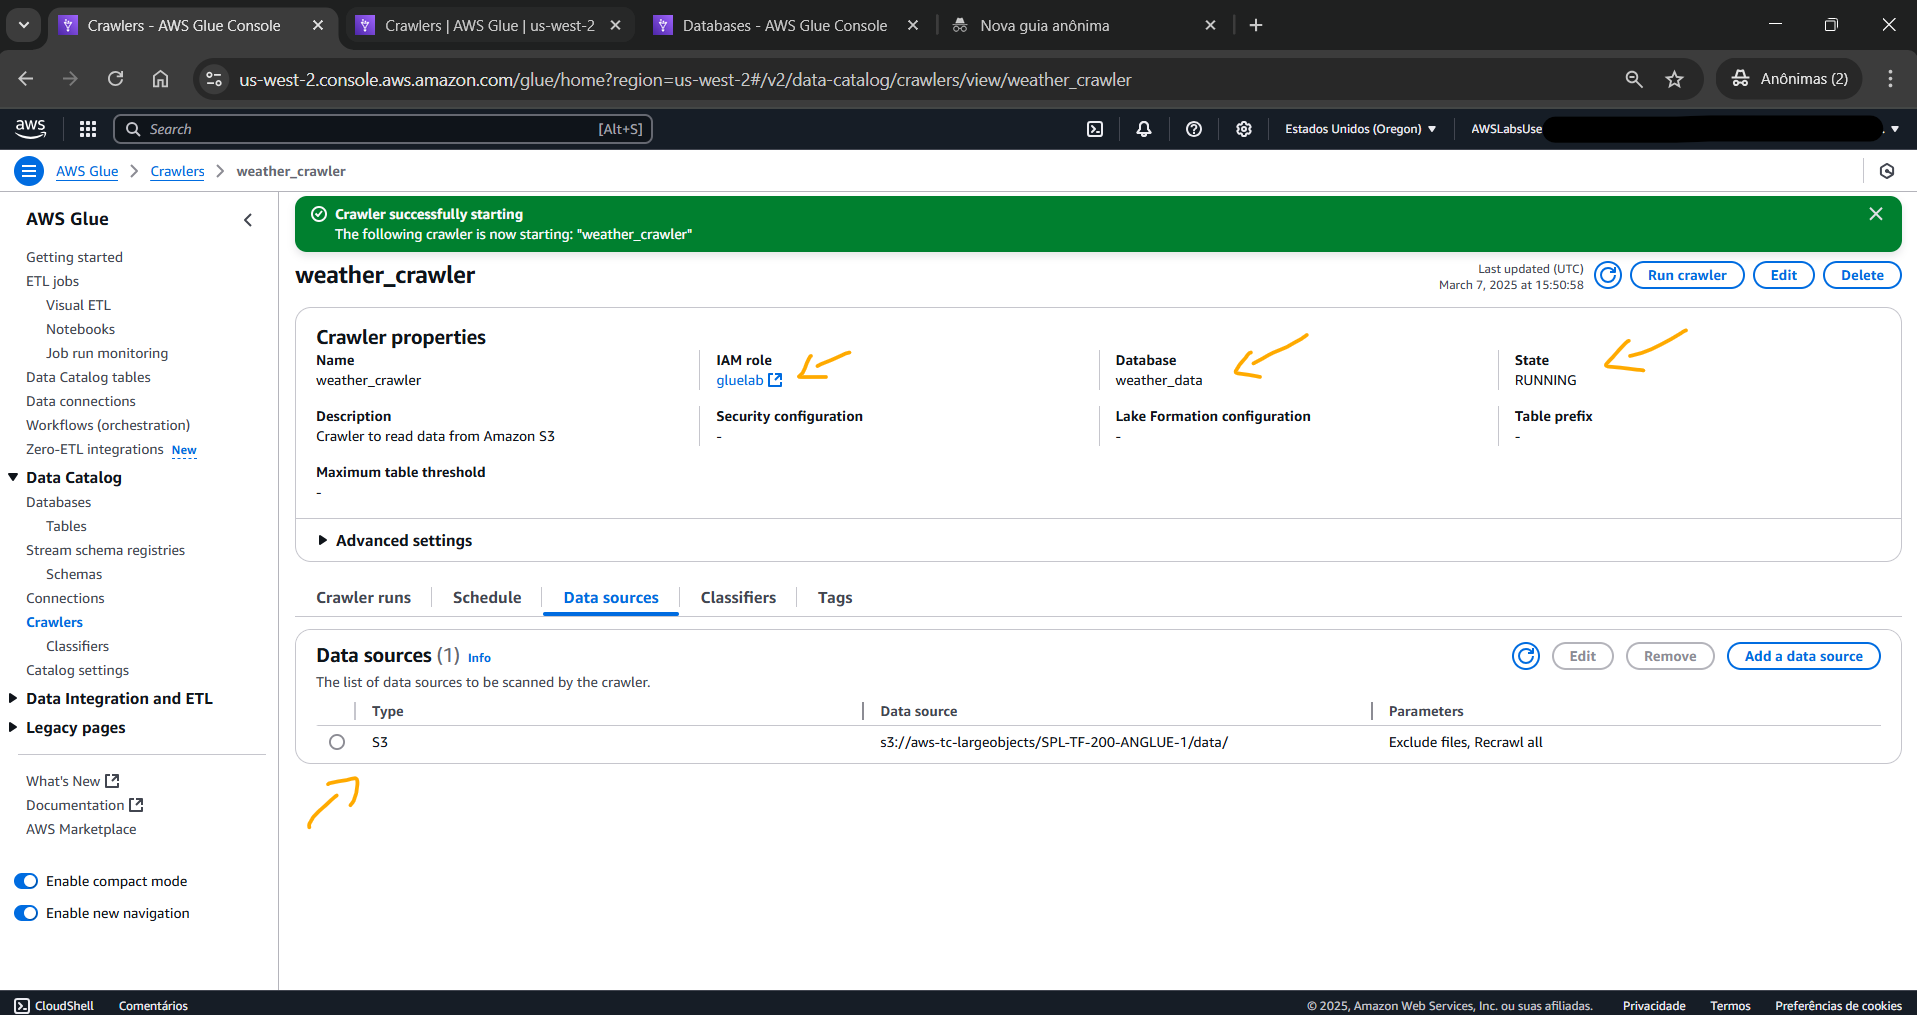 Crawlers - AWS Glue Console
Crawlers | AWS Glue | us-west-2
Databases - AWS Glue Console
Nova guia anônima
us-west-2.console.aws.amazon.com/glue/home?region=us-west-2#/v2/data-catalog/crawlers/view/weather_crawler
Anônimas (2)
aws
Search
[Alt+S]
Estados Unidos (Oregon)
AWSLabsUse
AWS Glue
Crawlers
weather_crawler
AWS Glue
Getting started
ETL jobs
Visual ETL
Notebooks
Job run monitoring
Data Catalog tables
Data connections
Workflows (orchestration)
Zero-ETL integrations New
Data Catalog
Databases
Tables
Stream schema registries
Schemas
Connections
Crawlers
Classifiers
Catalog settings
Data Integration and ETL
Legacy pages
What's New
Documentation
AWS Marketplace
Enable compact mode
Enable new navigation
Crawler successfully starting
The following crawler is now starting: "weather_crawler"
weather_crawler
Last updated (UTC)
March 7, 2025 at 15:50:58
Run crawler
Edit
Delete
Crawler properties
Name
weather_crawler
IAM role
gluelab
Database
weather_data
State
RUNNING
Description
Crawler to read data from Amazon S3
Security configuration
-
Lake Formation configuration
-
Table prefix
-
Maximum table threshold
-
Advanced settings
Crawler runs
Schedule
Data sources
Classifiers
Tags
Data sources (1) Info
The list of data sources to be scanned by the crawler.
Edit
Remove
Add a data source
Type
Data source
Parameters
S3
s3://aws-tc-largeobjects/SPL-TF-200-ANGLUE-1/data/
Exclude files, Recrawl all
CloudShell
Comentários
© 2025, Amazon Web Services, Inc. ou suas afiliadas.
Privacidade
Termos
Preferências de cookies